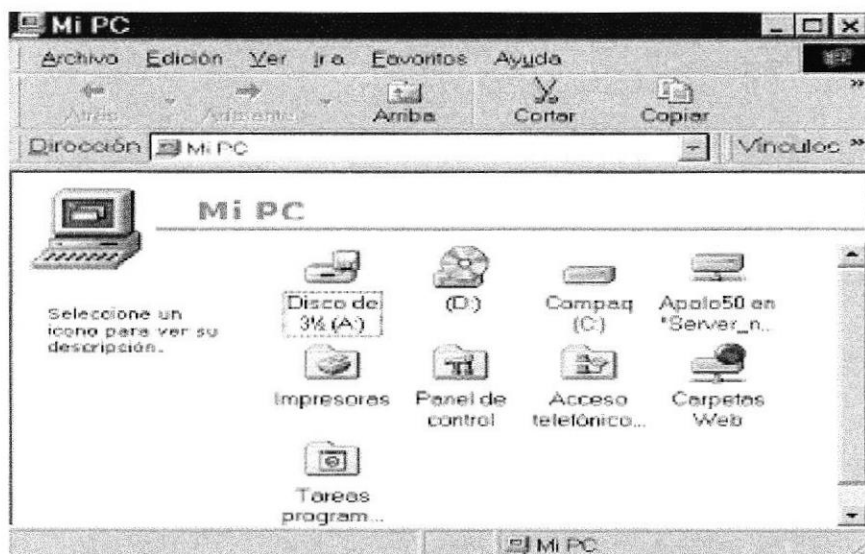 Mi PC
Archivo Edición Ver Ir a Favoritos Ayuda
Atrás Adelante Arriba Cortar Copiar »
Dirección Mi PC Vínculos »
Mi PC
Seleccione un
icono para ver su
descripción.
Disco de
3½ (A:)
(D:)
Compaq
(C:)
Apolo50 en
"Server_n...
Impresoras
Panel de
control
Acceso
telefónico...
Carpetas
Web
Tareas
program...
Mi PC